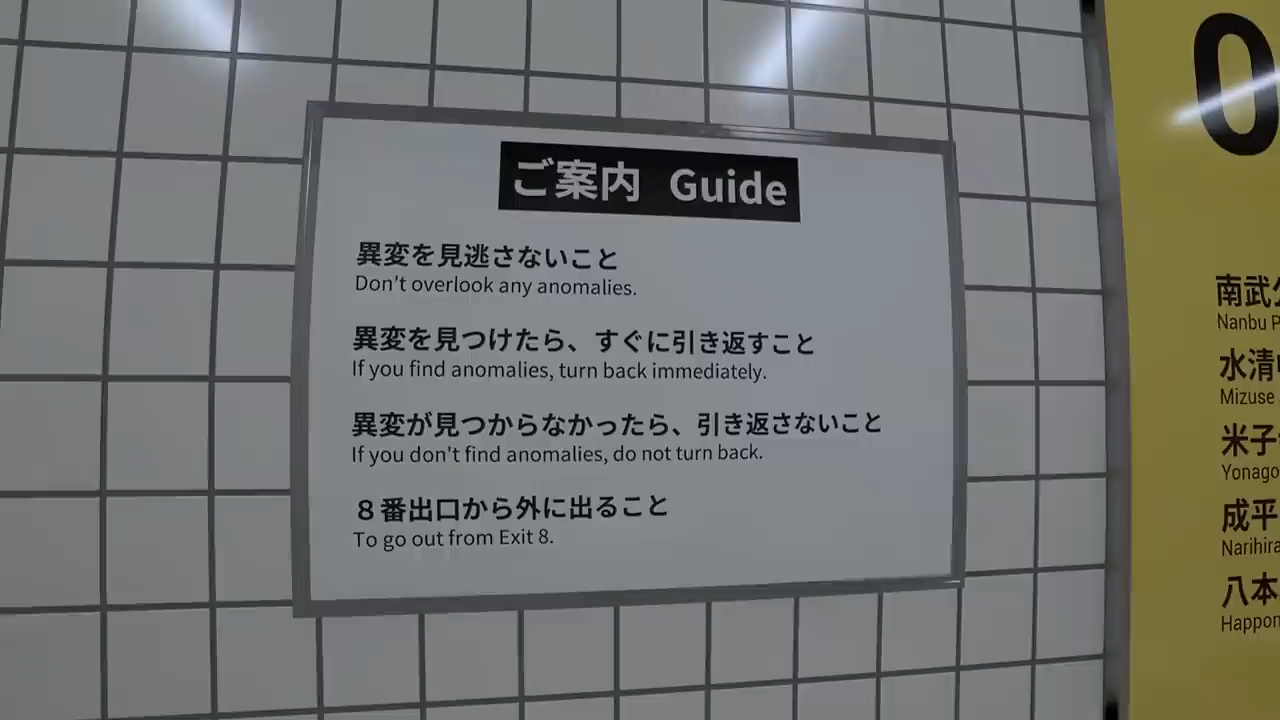 ご案内 Guide
異変を見逃さないこと
Don't overlook any anomalies.
異変を見つけたら、すぐに引き返すこと
If you find anomalies, turn back immediately.
異変が見つからなかったら、引き返さないこと
If you don't find anomalies, do not turn back.
8番出口から外に出ること
To go out from Exit 8.
0
南武
Nanbu P
水清
Mizuse
米子
Yonago
成平
Narihira
八本
Happon